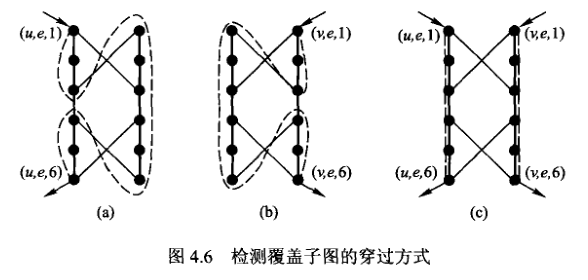 (u,e,1) (v,e,1) (u,e,1) (v,e,1)
(u,e,6) (v,e,6) (u,e,6) (v,e,6)
(a) (b) (c)
图 4.6 检测覆盖子图的穿过方式